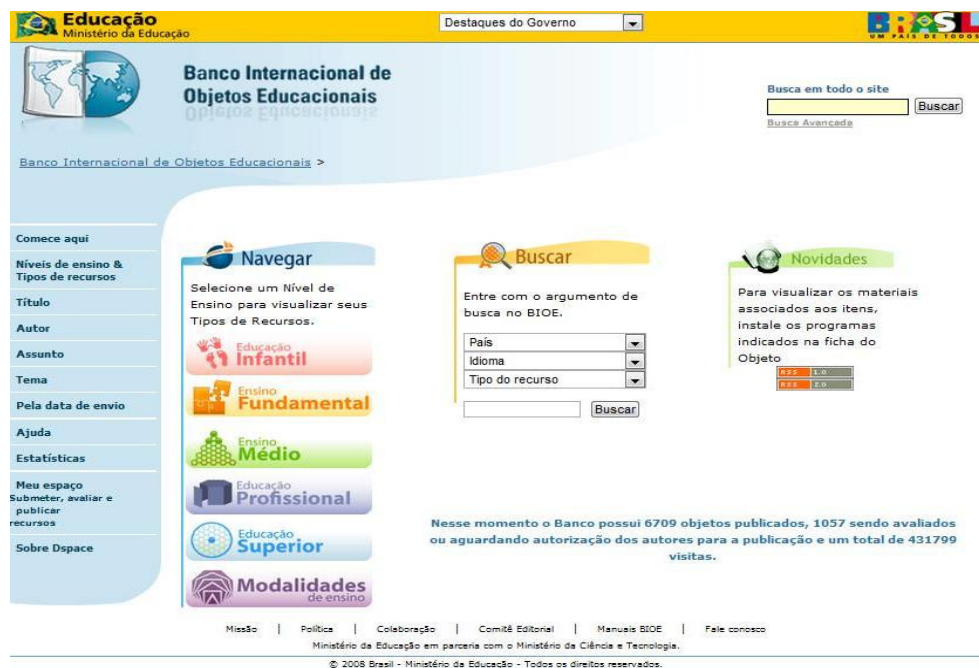 Educação
Ministério da Educação
Destaques do Governo
BRASIL
UM PAÍS DE TODOS
Banco Internacional de
Objetos Educacionais
Busca em todo o site
Buscar
Busca Avançada
Banco Internacional de Objetos Educacionais >
Comece aqui
Níveis de ensino &
Tipos de recursos
Título
Autor
Assunto
Tema
Pela data de envio
Ajuda
Estatísticas
Meu espaço
Submeter, avaliar e
publicar
recursos
Sobre Dspace
Navegar
Selecione um Nível de
Ensino para visualizar seus
Tipos de Recursos.
Educação
Infantil
Ensino
Fundamental
Ensino
Médio
Educação
Profissional
Educação
Superior
Modalidades
de ensino
Buscar
Entre com o argumento de
busca no BIOE.
País
Idioma
Tipo do recurso
Buscar
Novidades
Para visualizar os materiais
associados aos itens,
instale os programas
indicados na ficha do
Objeto
RSS 1.0
RSS 2.0
Nesse momento o Banco possui 6709 objetos publicados, 1057 sendo avaliados
ou aguardando autorização dos autores para a publicação e um total de 431799
visitas.
Missão | Política | Colaboração | Comitê Editorial | Manuais BIOE | Fale conosco
Ministério da Educação em parceria com o Ministério da Ciência e Tecnologia.
© 2008 Brasil - Ministério da Educação - Todos os direitos reservados.